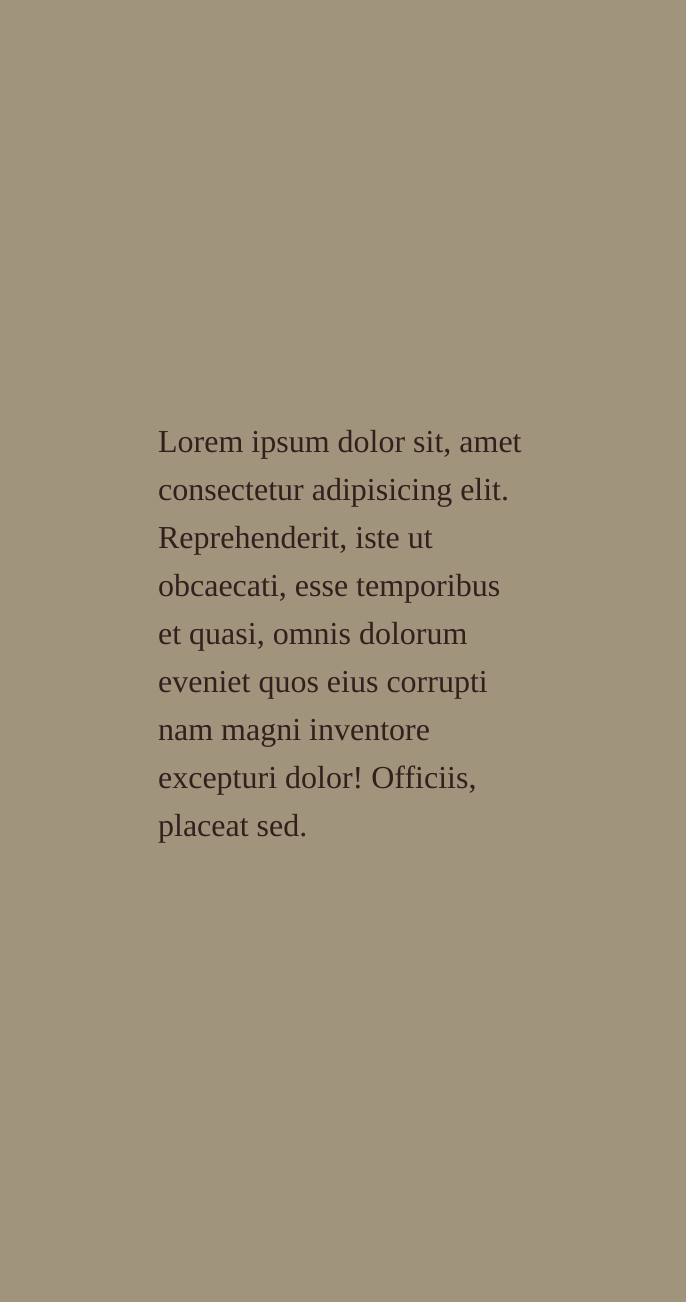 Lorem ipsum dolor sit, amet
consectetur adipisicing elit.
Reprehenderit, iste ut
obcaecati, esse temporibus
et quasi, omnis dolorum
eveniet quos eius corrupti
nam magni inventore
excepturi dolor! Officiis,
placeat sed.